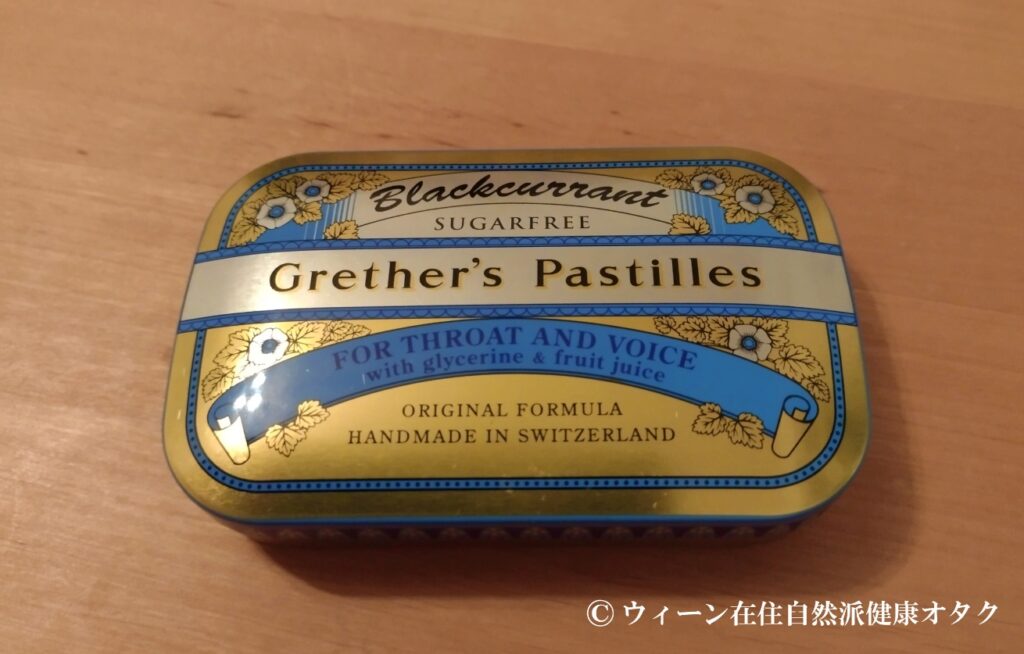 Blackcurrant
SUGARFREE
Grether's Pastilles
FOR THROAT AND VOICE
with glycerine & fruit juice
ORIGINAL FORMULA
HANDMADE IN SWITZERLAND
© ウィーン在住自然派健康オタク